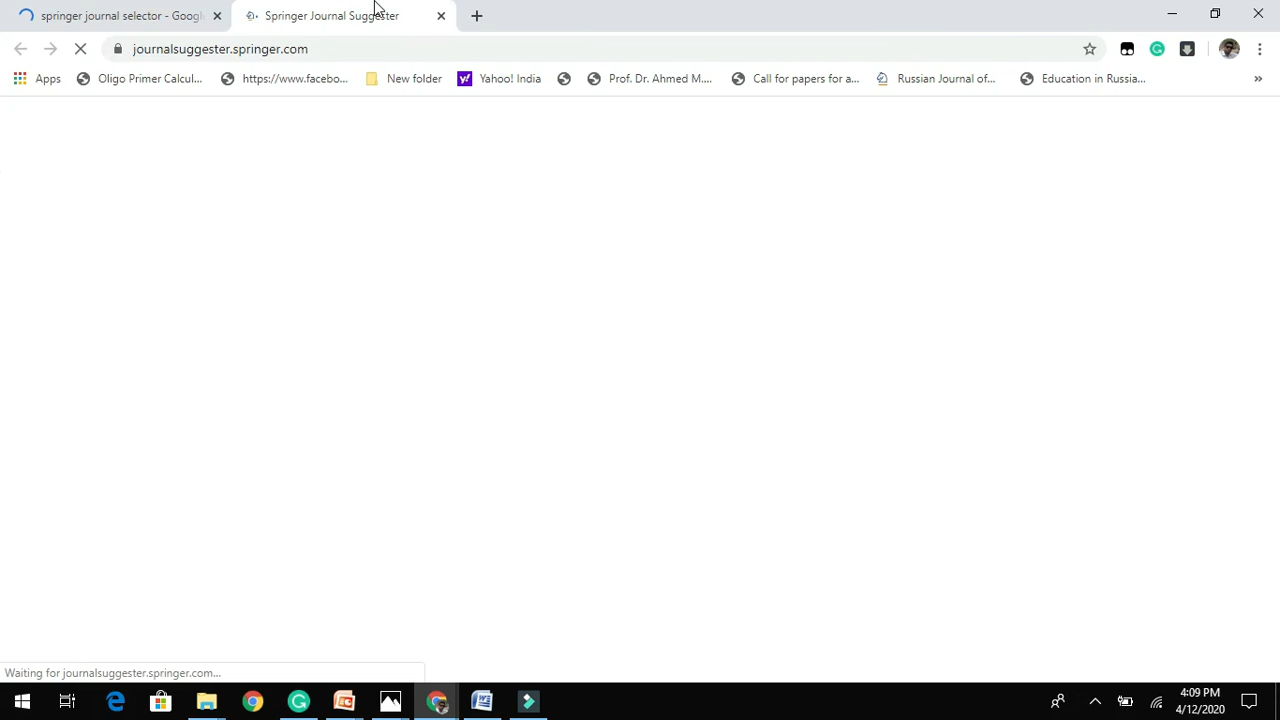 springer journal selector - Googl
Springer Journal Suggester
journalsuggester.springer.com
Apps
Oligo Primer Calcul...
https://www.facebo...
New folder
Yahoo! India
Prof. Dr. Ahmed M....
Call for papers for a...
Russian Journal of...
Education in Russia...
»
Waiting for journalsuggester.springer.com...
4:09 PM
4/12/2020